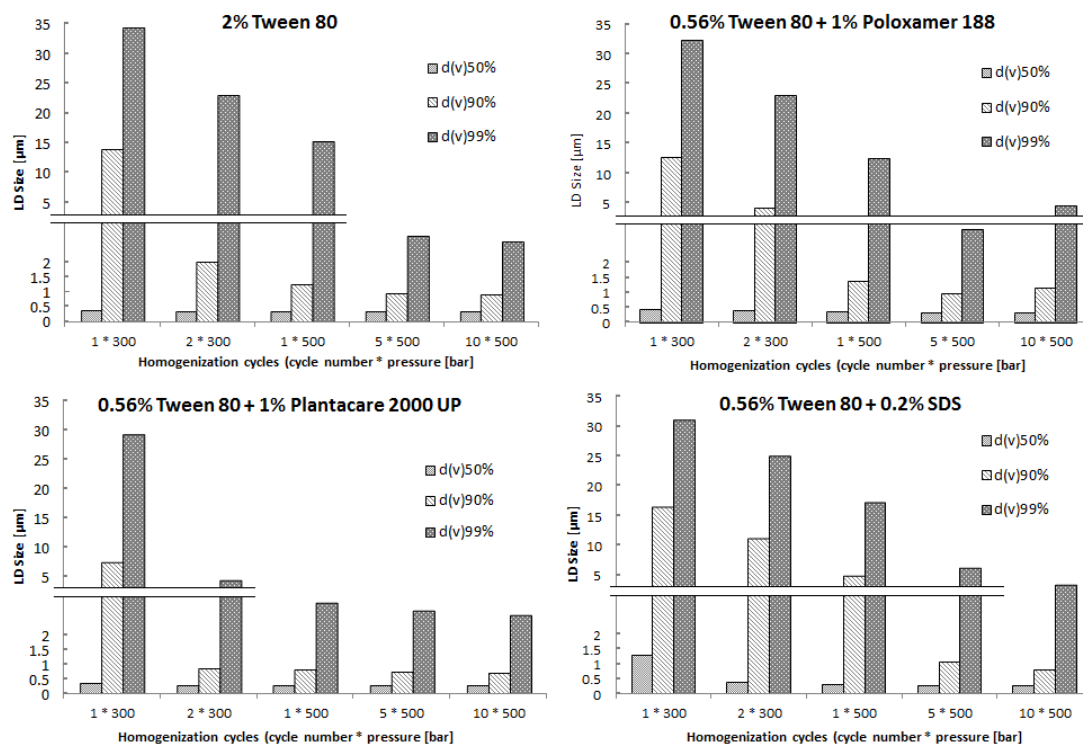 2% Tween 80
LD Size [µm]
35
30
25
20
15
10
5
2
1.5
1
0.5
0
d(v)50%
d(v)90%
d(v)99%
1 * 300
2 * 300
1 * 500
5 * 500
10 * 500
Homogenization cycles (cycle number * pressure [bar]
0.56% Tween 80 + 1% Poloxamer 188
LD Size [µm]
35
30
25
20
15
10
5
2
1.5
1
0.5
0
d(v)50%
d(v)90%
d(v)99%
1 * 300
2 * 300
1 * 500
5 * 500
10 * 500
Homogenization cycles (cycle number * pressure [bar]
0.56% Tween 80 + 1% Plantacare 2000 UP
LD Size [µm]
35
30
25
20
15
10
5
2
1
0.5
0
d(v)50%
d(v)90%
d(v)99%
1 * 300
2 * 300
1 * 500
5 * 500
10 * 500
Homogenization cycles (cycle number * pressure [bar]
0.56% Tween 80 + 0.2% SDS
LD Size [µm]
35
30
25
20
15
10
5
2
1
0.5
0
d(v)50%
d(v)90%
d(v)99%
1 * 300
2 * 300
1 * 500
5 * 500
10 * 500
Homogenization cycles (cycle number * pressure [bar]